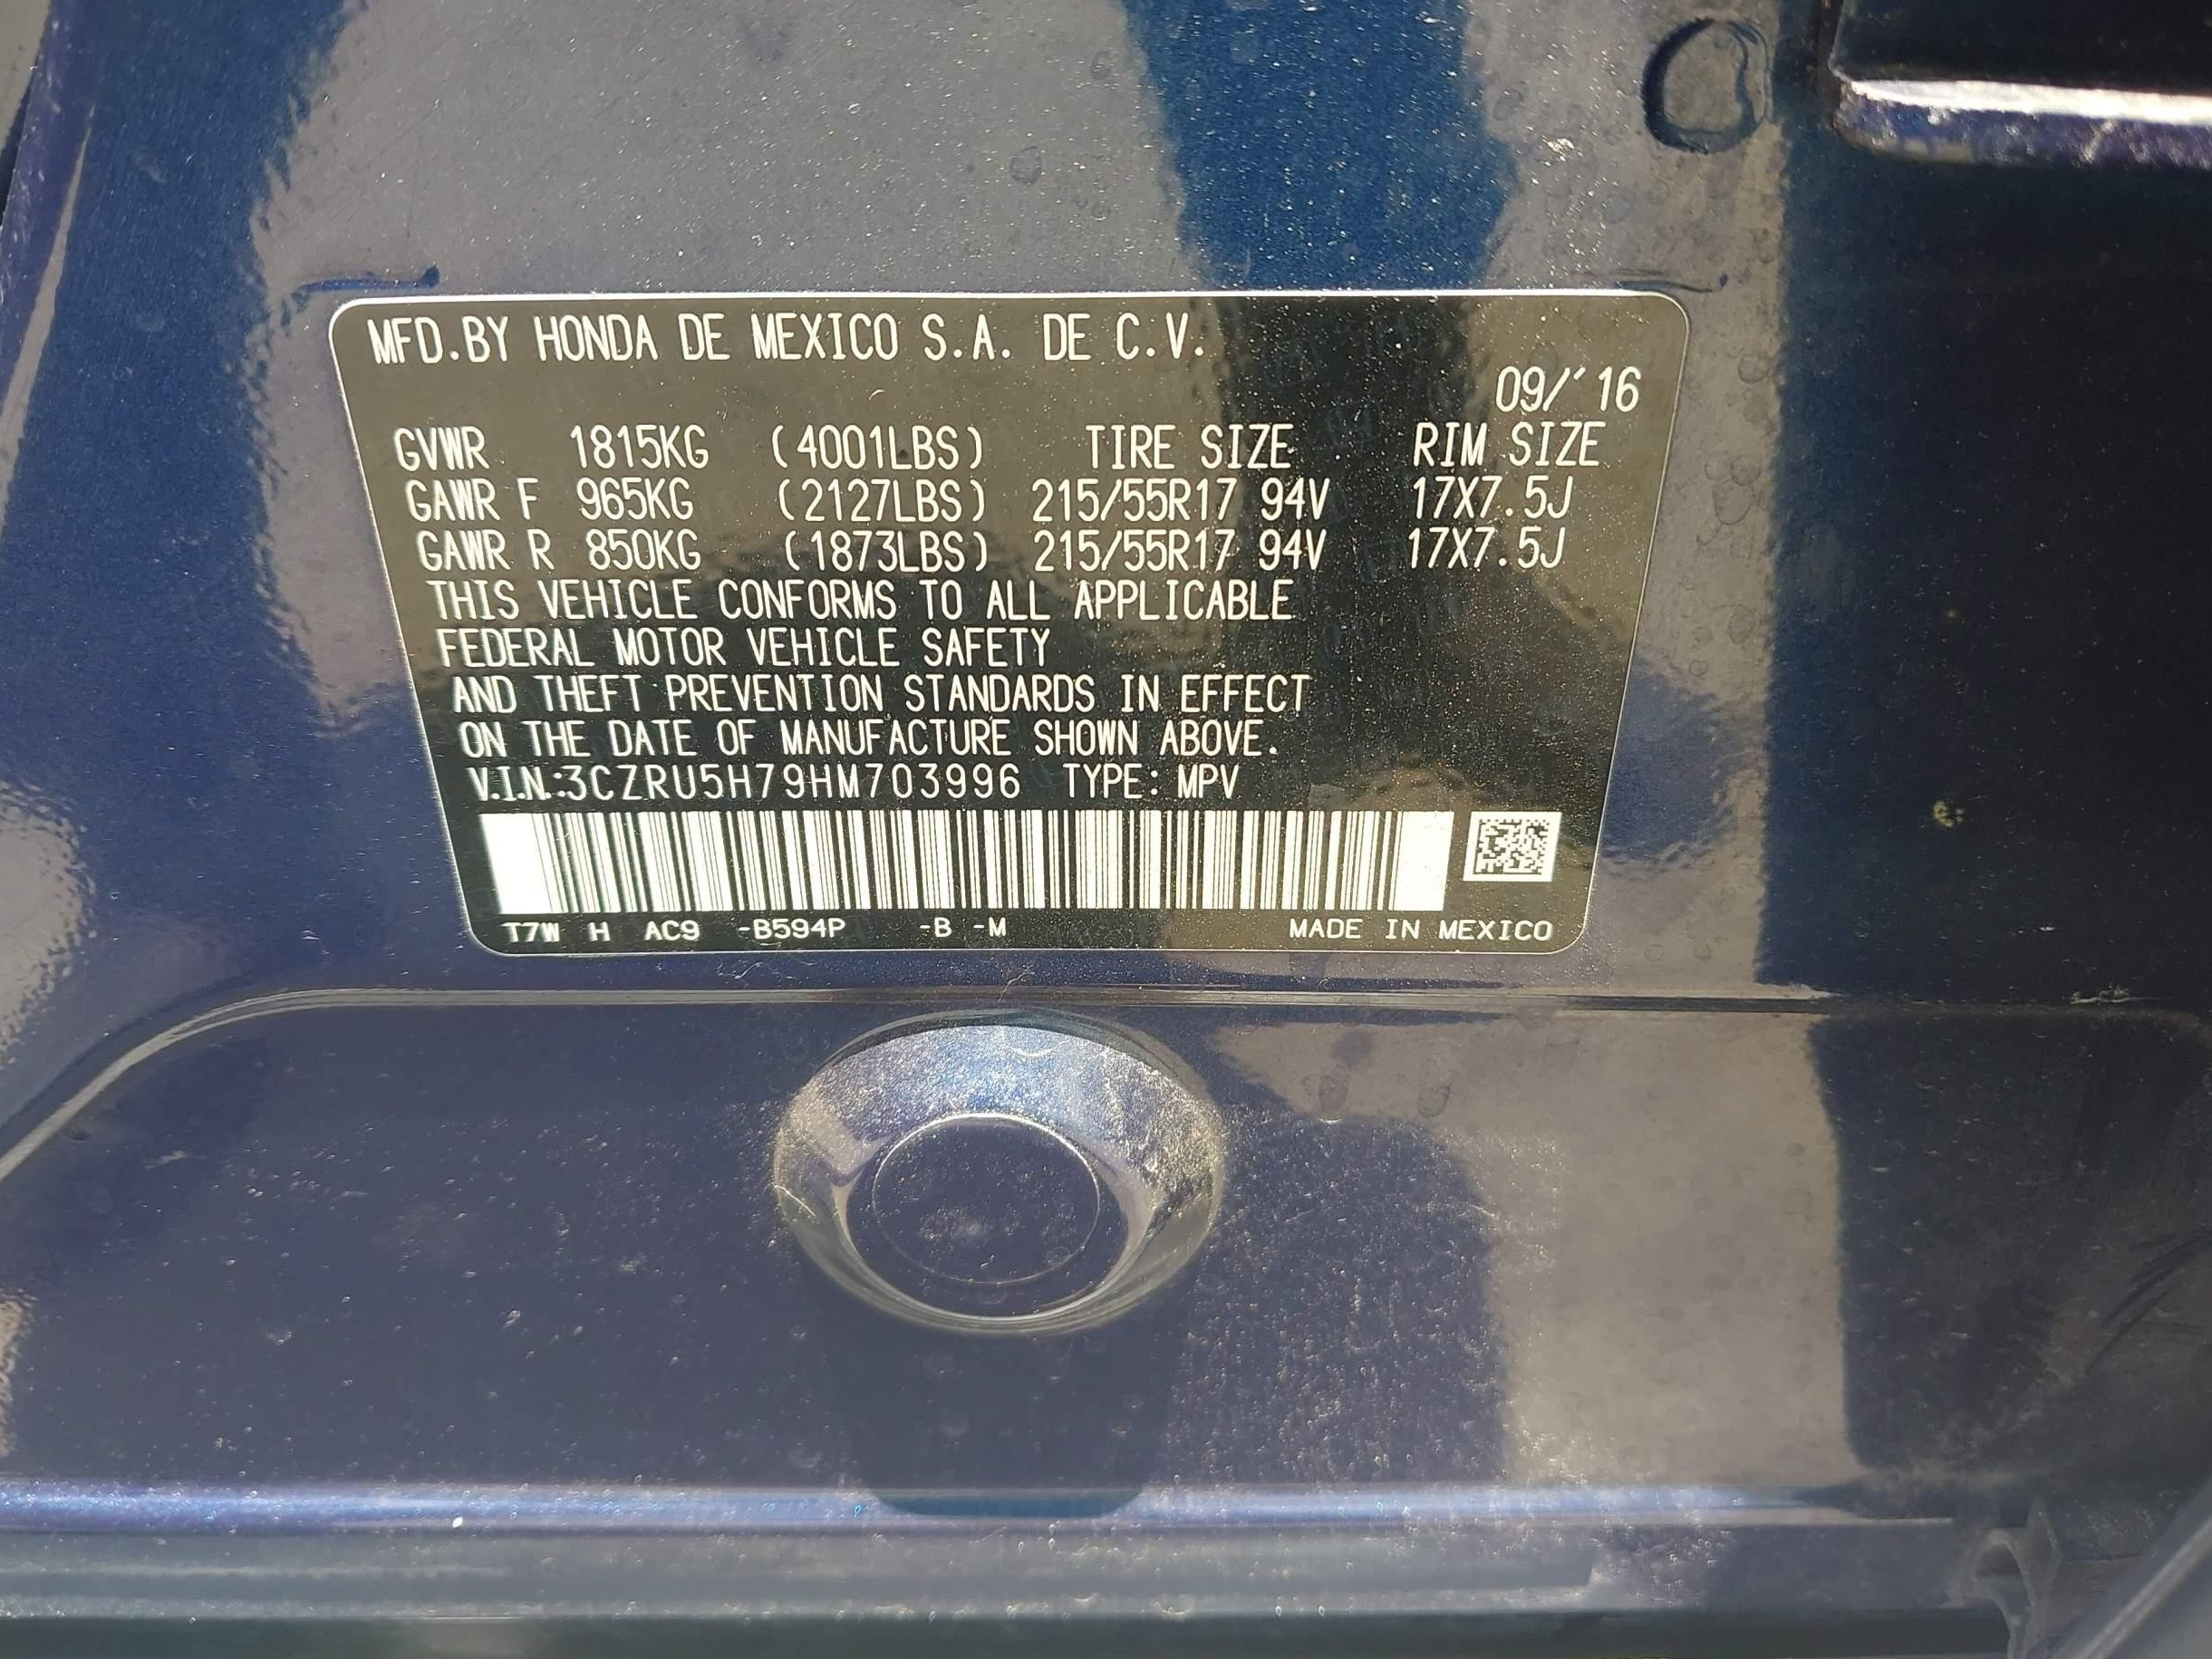 MFD.BY HONDA DE MEXICO S.A. DE C.V.
09/'16
GVWR 1815KG (4001LBS) TIRE SIZE RIM SIZE
GAWR F 965KG (2127LBS) 215/55R17 94V 17X7.5J
GAWR R 850KG (1873LBS) 215/55R17 94V 17X7.5J
THIS VEHICLE CONFORMS TO ALL APPLICABLE
FEDERAL MOTOR VEHICLE SAFETY
AND THEFT PREVENTION STANDARDS IN EFFECT
ON THE DATE OF MANUFACTURE SHOWN ABOVE.
V.I.N.:3CZRU5H79HM703996 TYPE: MPV
T7W H AC9 -B594P -B -M MADE IN MEXICO